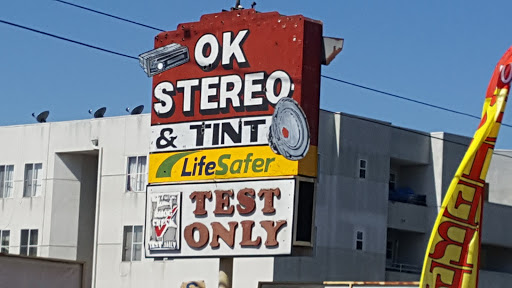 OK
STEREO
& TINT
LifeSafer
TEST
ONLY